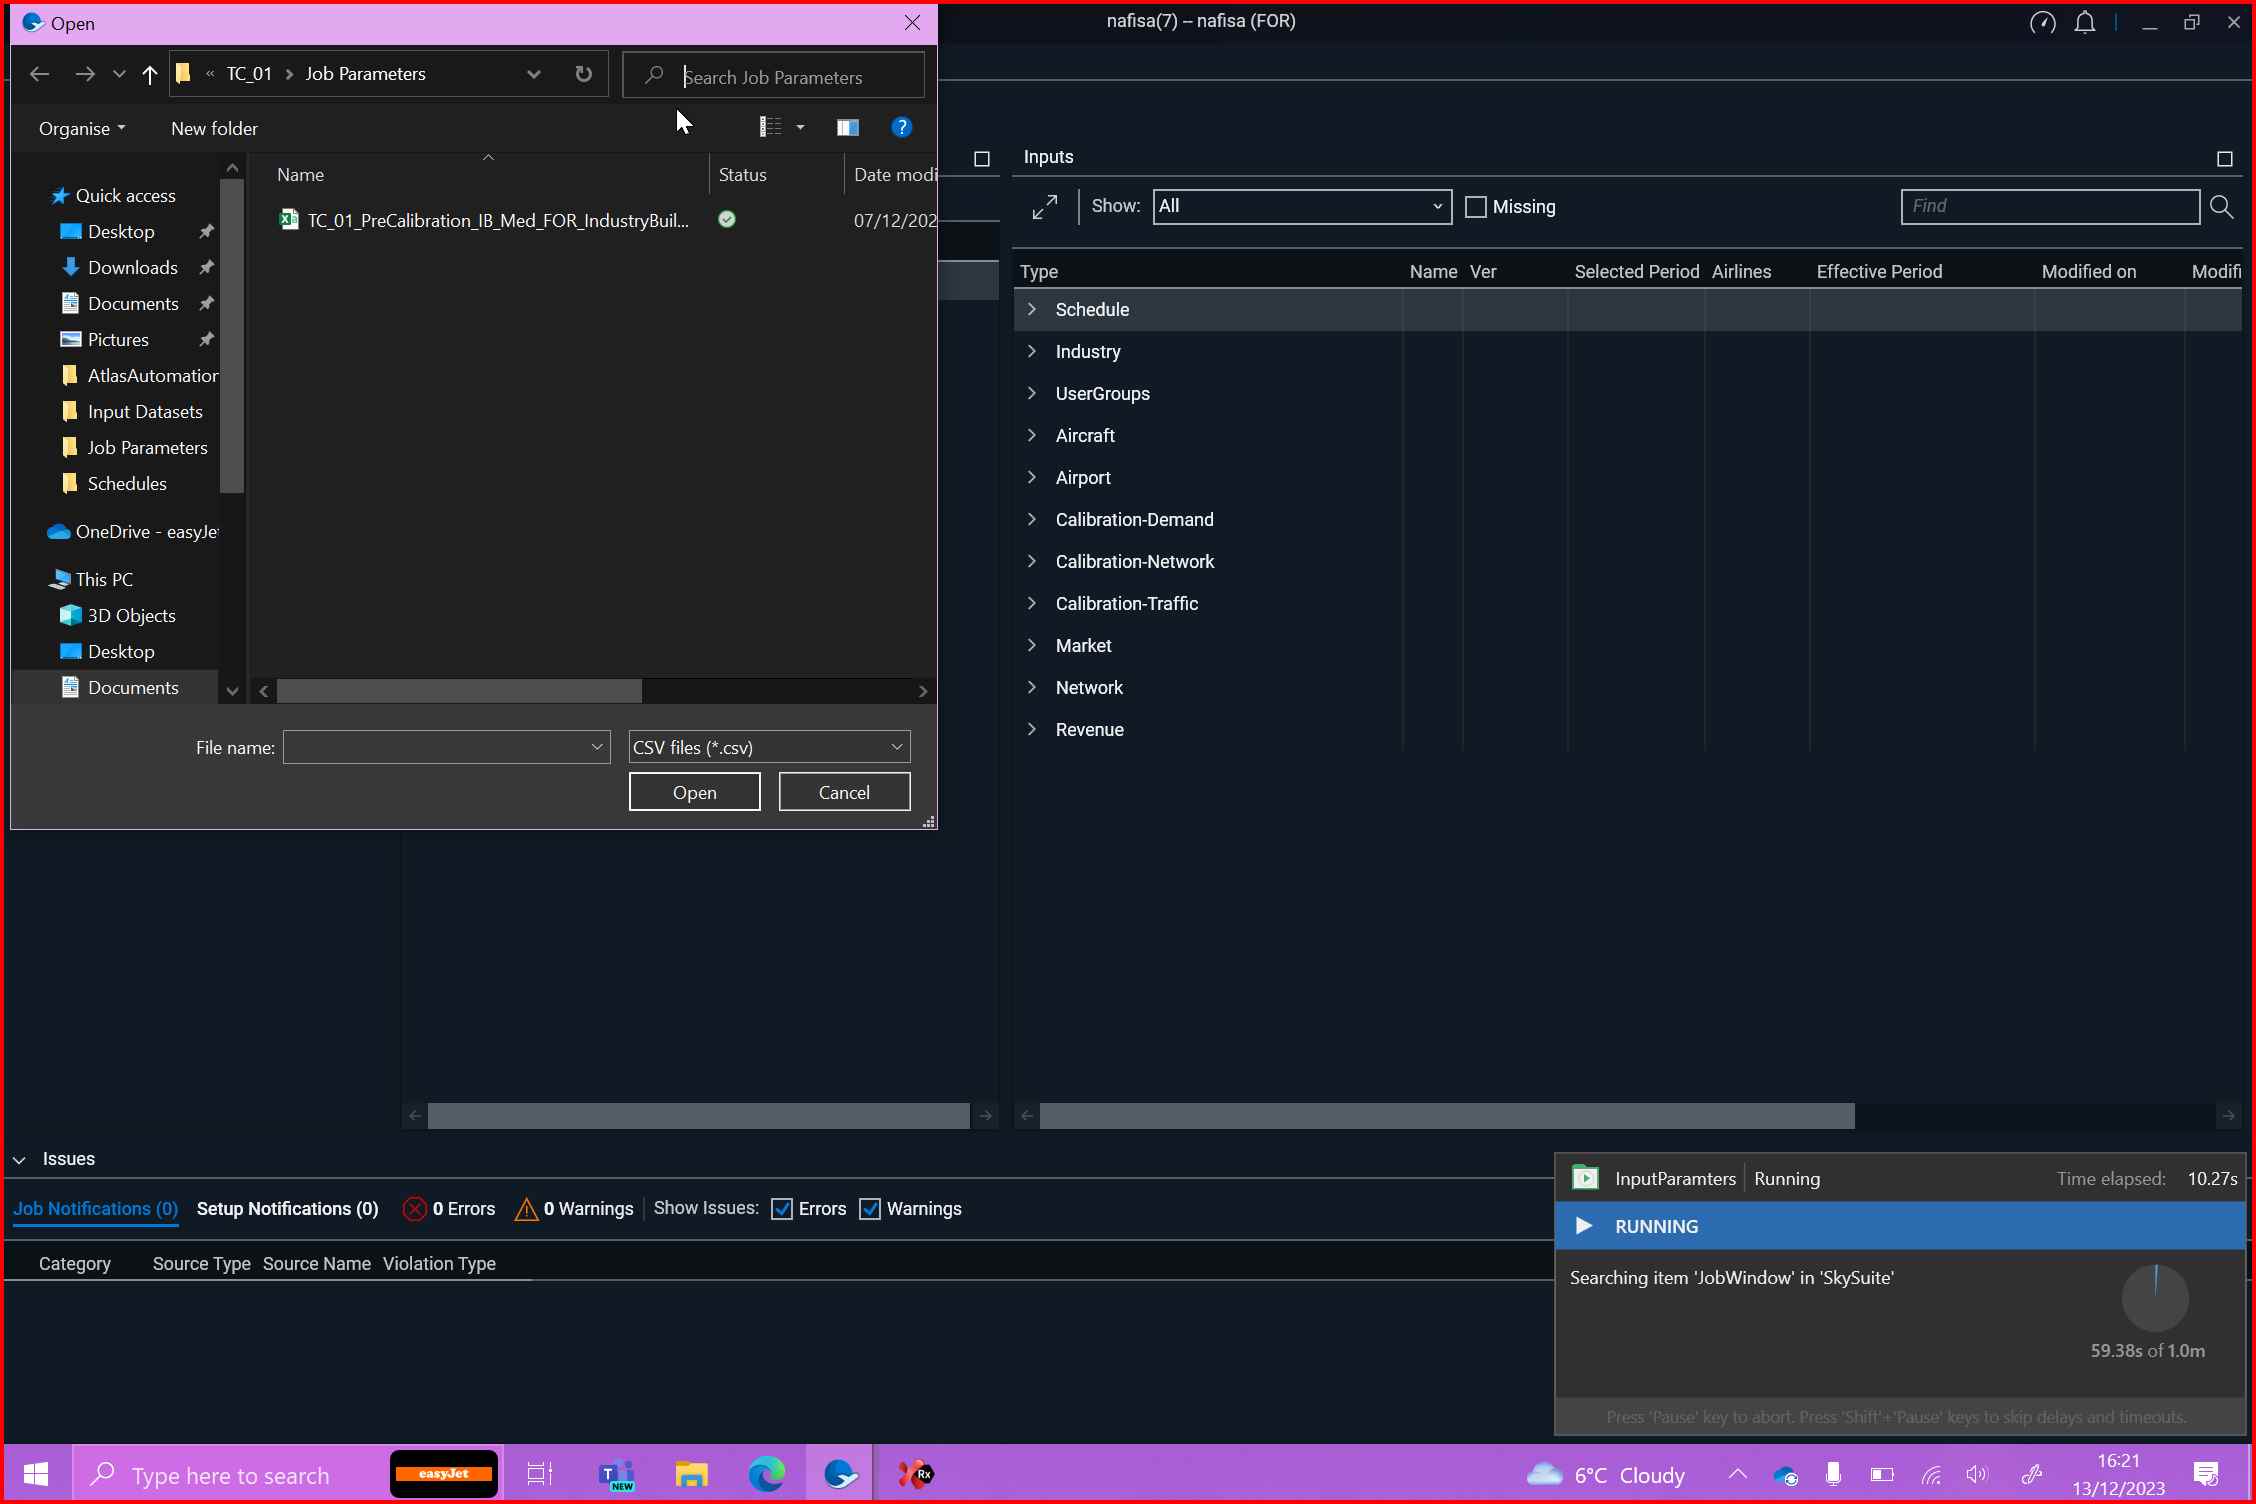 Open
nafisa(7) – nafisa (FOR)
« TC_01 > Job Parameters
Search Job Parameters
Organise
New folder
?
Name Status Date modi
TC_01_PreCalibration_IB_Med_FOR_IndustryBuil... 07/12/202
Quick access
Desktop
Downloads
Documents
Pictures
AtlasAutomation
Input Datasets
Job Parameters
Schedules
OneDrive - easyJet
This PC
3D Objects
Desktop
Documents
File name:
CSV files (*.csv)
Open
Cancel
Inputs
Show: All
Missing
Find
Type Name Ver Selected Period Airlines Effective Period Modified on Modifi
Schedule
Industry
UserGroups
Aircraft
Airport
Calibration-Demand
Calibration-Network
Calibration-Traffic
Market
Network
Revenue
Issues
Job Notifications (0) Setup Notifications (0) 0 Errors 0 Warnings Show Issues: Errors Warnings
Category Source Type Source Name Violation Type
InputParamters Running Time elapsed: 10.27s
RUNNING
Searching item 'JobWindow' in 'SkySuite'
59.38s of 1.0m
Press 'Pause' key to abort. Press 'Shift'+'Pause' keys to skip delays and timeouts.
Type here to search
easyJet
T
NEW
Rx
6°C Cloudy
16:21
13/12/2023